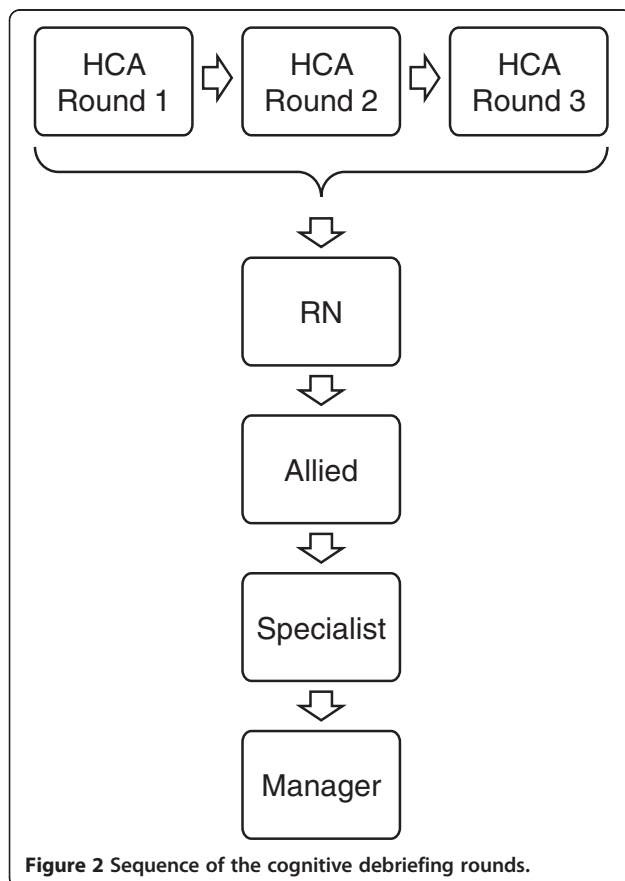 HCA
Round 1
HCA
Round 2
HCA
Round 3
RN
Allied
Specialist
Manager
Figure 2 Sequence of the cognitive debriefing rounds.